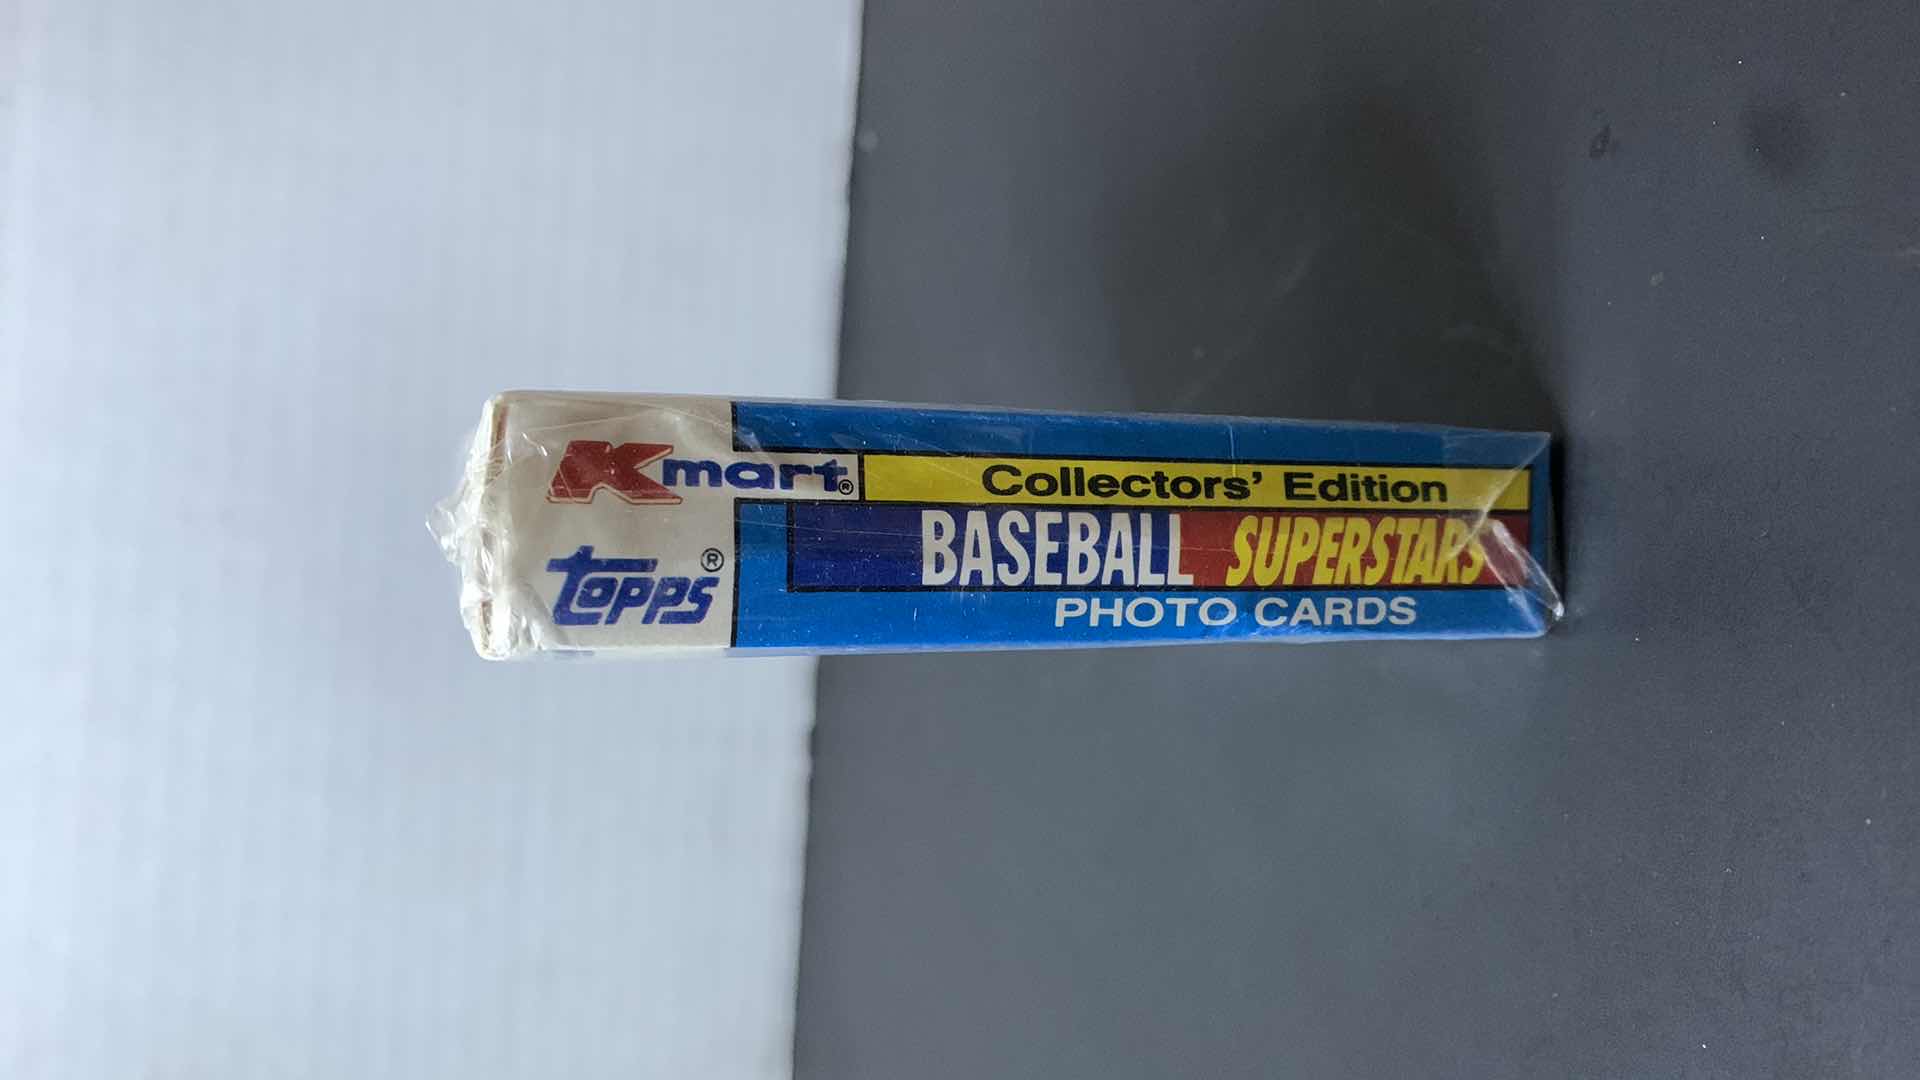 Kmart®
topps®
Collectors' Edition
BASEBALL SUPERSTARS
PHOTO CARDS